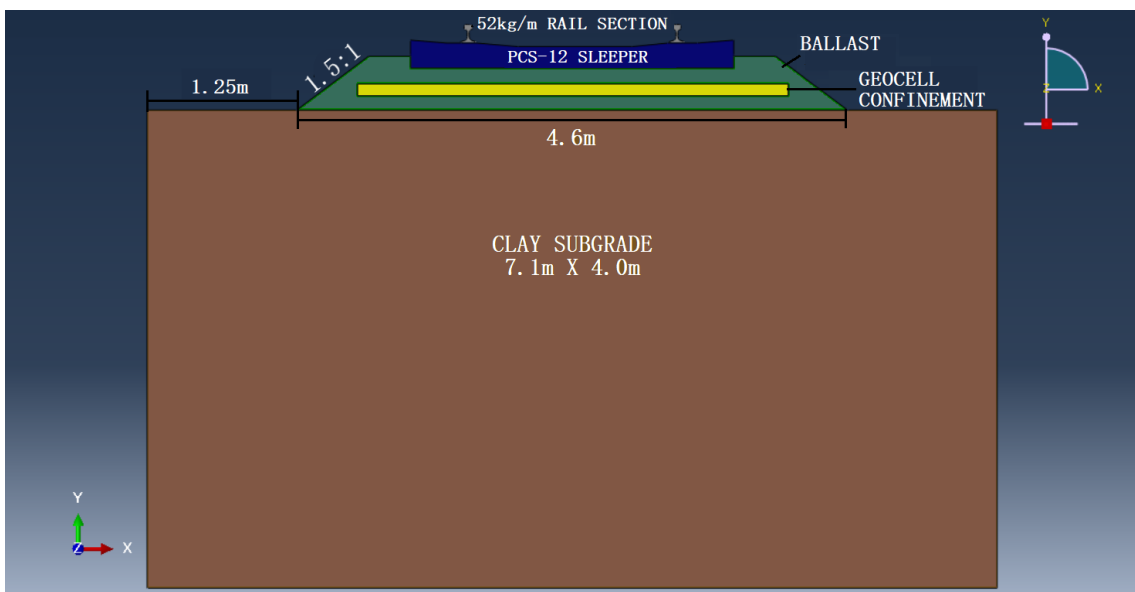 52kg/m RAIL SECTION
PCS-12 SLEEPER
BALLAST
1.5:1
1.25m
GEOCELL
CONFINEMENT
4.6m
CLAY SUBGRADE
7.1m X 4.0m
Y
X
Z
Y
X
Z